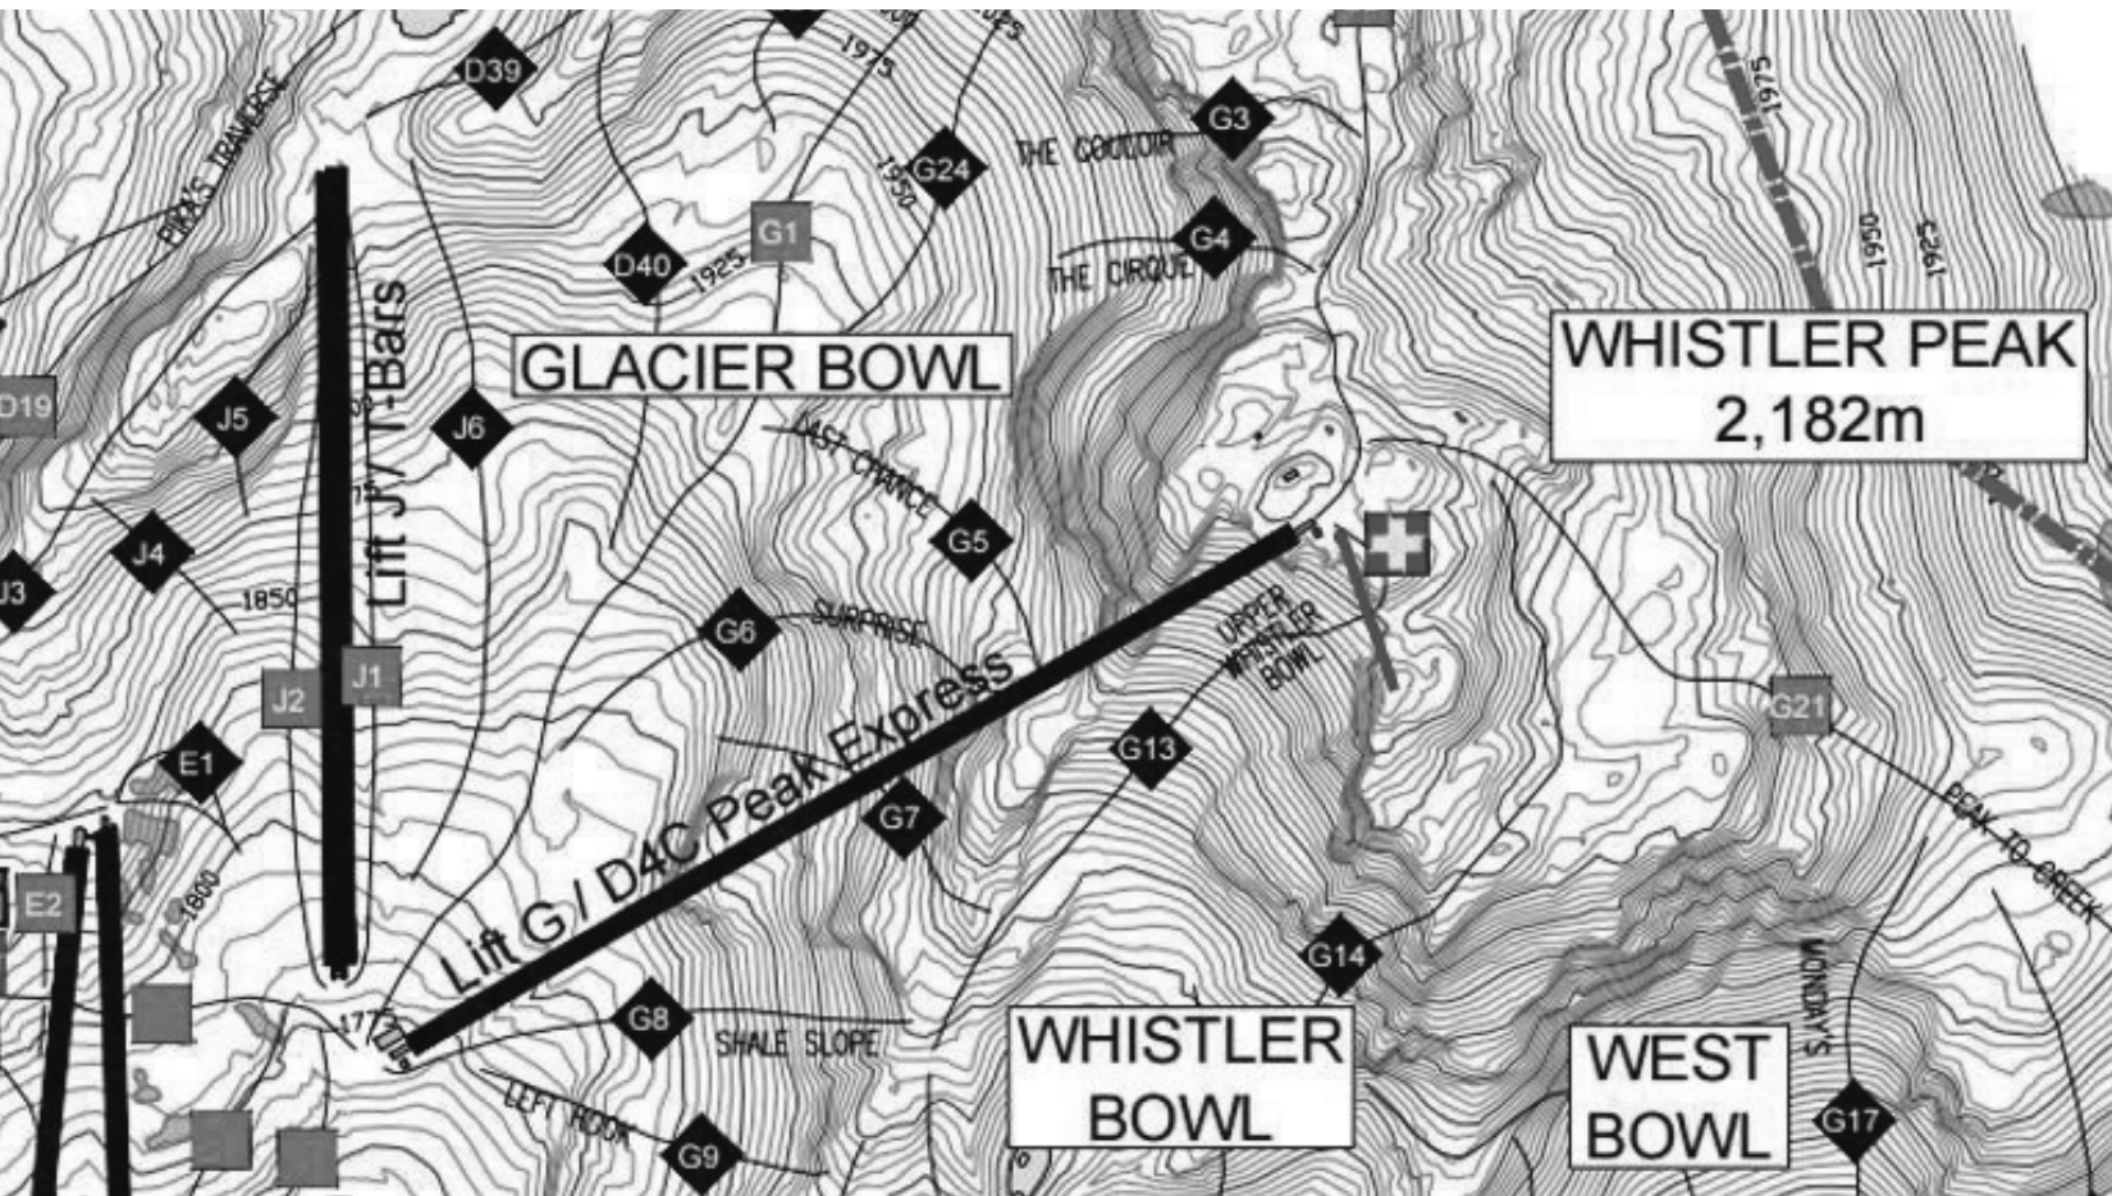 1975
D39
G3
THE COULOIR
1975
PIKA'S TRAVERSE
G24
1950
G1
G4
D40
1925
THE CIRQUE
1950
1925
GLACIER BOWL
WHISTLER PEAK
2,182m
D19
J5
J6
Lift J / T-Bars
LAST CHANCE
G5
J4
J3
1850
G6
SURPRISE
UPPER
WHISTLER
BOWL
J1
J2
G21
E1
G13
Lift G / D4C Peak Express
G7
PEAK TO CREEK
E2
1800
G14
MONDAY'S
G8
SHALE SLOPE
WHISTLER
BOWL
WEST
BOWL
LEFT HOOK
G17
G9